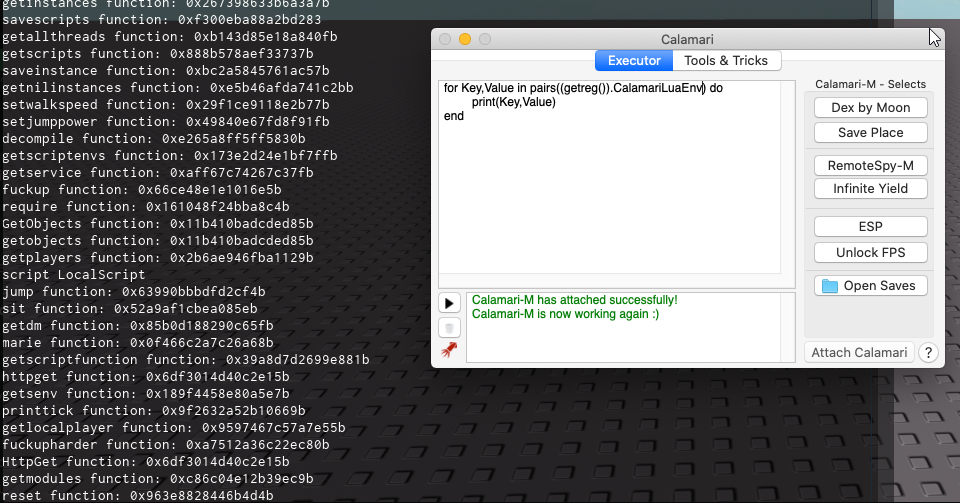 getinstances function: 0x267398633b6a3a7b
savescripts function: 0xf300eba88a2bd283
getallthreads function: 0xb143d85e18a840fb
getscripts function: 0x888b578aef33737b
saveinstance function: 0xbc2a5845761ac57b
getnilinstances function: 0xe5b46afda741c2bb
setwalkspeed function: 0x29f1ce9118e2b77b
setjumppower function: 0x49840e67fd8f91fb
decompile function: 0xe265a8ff5ff5830b
getscriptenvs function: 0x173e2d24e1bf7ffb
getservice function: 0xaff67c74267c37fb
fuckup function: 0x66ce48e1e1016e5b
require function: 0x161048f24bba8c4b
GetObjects function: 0x11b410badcded85b
getobjects function: 0x11b410badcded85b
getplayers function: 0x2b6ae946fba1129b
script LocalScript
jump function: 0x63990bbbdfd2cf4b
sit function: 0x52a9af1cbea085eb
getdm function: 0x85b0d188290c65fb
marie function: 0x0f466c2a7c26a68b
getscriptfunction function: 0x39a8d7d2699e881b
httpget function: 0x6df3014d40c2e15b
getsenv function: 0x189f4458e80a5e7b
printtick function: 0x9f2632a52b10669b
getlocalplayer function: 0x9597467c57a7e55b
fuckupharder function: 0xa7512a36c22ec80b
HttpGet function: 0x6df3014d40c2e15b
getmodules function: 0xc86c04e12b39ec9b
reset function: 0x963e8828446b4d4b
Calamari
Executor
Tools & Tricks
for Key,Value in pairs((getreg()).CalamariLuaEnv) do
print(Key,Value)
end
Calamari-M has attached successfully!
Calamari-M is now working again :)
Calamari-M - Selects
Dex by Moon
Save Place
RemoteSpy-M
Infinite Yield
ESP
Unlock FPS
Open Saves
Attach Calamari
?